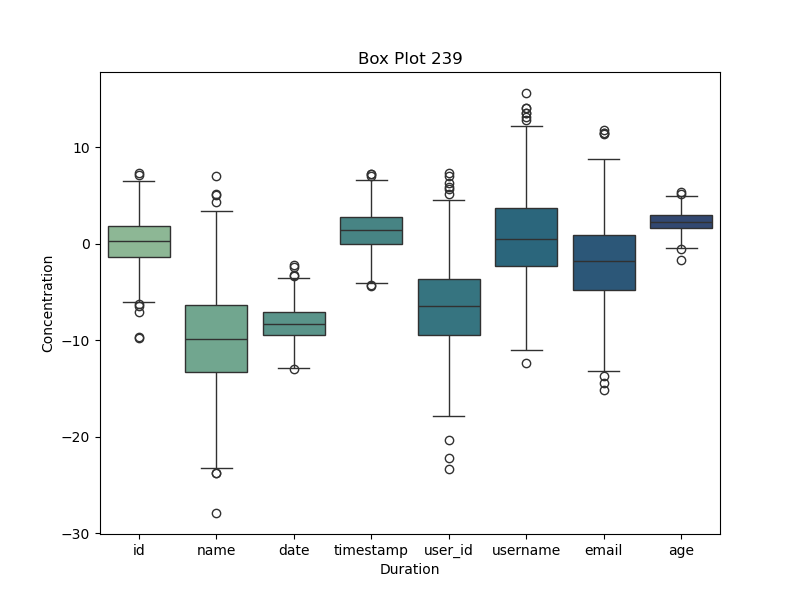 Box Plot 239
Concentration
10
0
−10
−20
−30
id name date timestamp user_id username email age
Duration